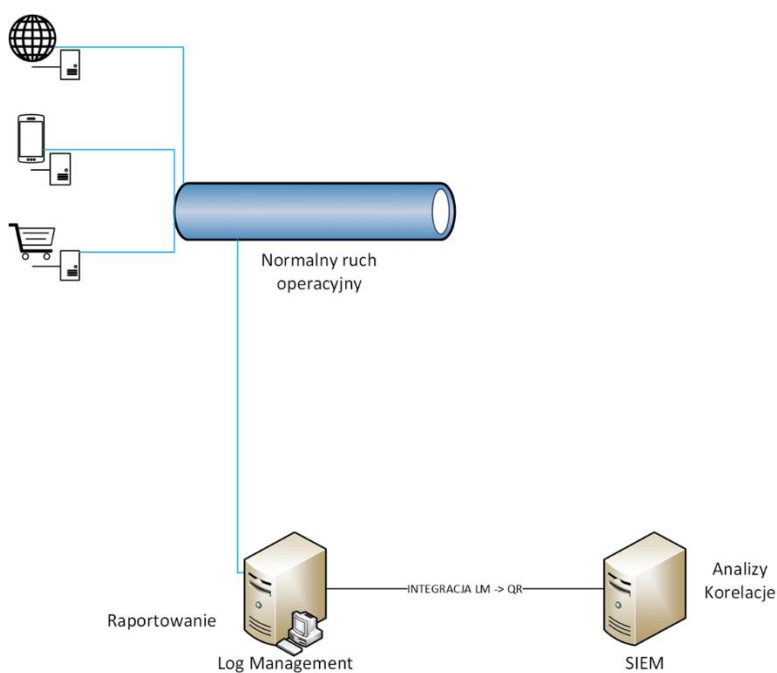 Normalny ruch
operacyjny
INTEGRACJA LM -> QR
Analizy
Korelacje
Raportowanie
Log Management
SIEM